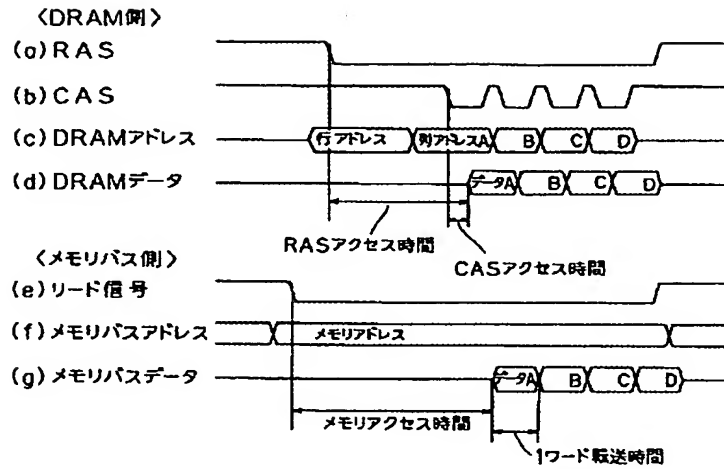 〈DRAM側〉
(a) RAS
(b) CAS
(c) DRAMアドレス
行アドレス 列アドレスA B C D
(d) DRAMデータ
データA B C D
RASアクセス時間
CASアクセス時間
〈メモリバス側〉
(e) リード信号
(f) メモリバスアドレス
メモリアドレス
(g) メモリバスデータ
データA B C D
メモリアクセス時間
1ワード転送時間